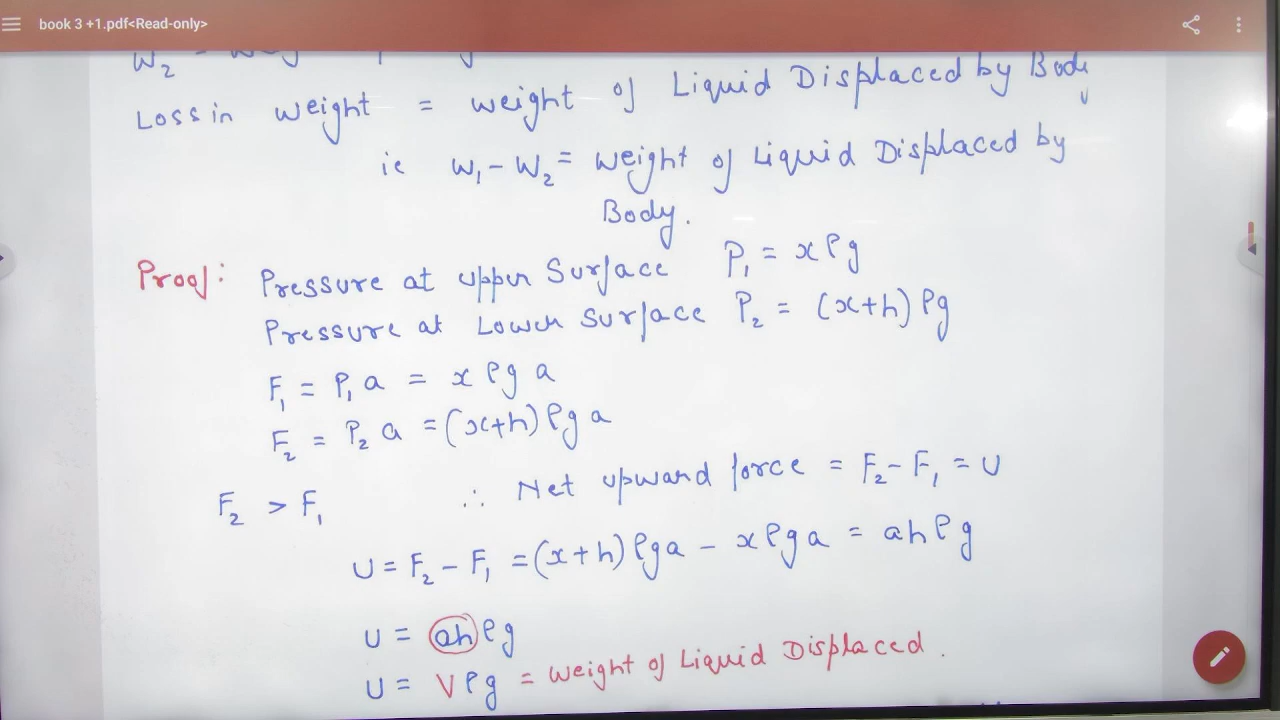 book 3 +1.pdf<Read-only>
W₂
Loss in weight = weight of Liquid Displaced by Body
ie W₁ - W₂ = weight of Liquid Displaced by
Body.
Proof: Pressure at upper Surface P₁ = xρg
Pressure at Lower Surface P₂ = (x+h)ρg
F₁ = P₁ a = x ρg a
F₂ = P₂ a = (x+h)ρg a
F₂ > F₁ ∴ Net upward force = F₂ - F₁ = U
U = F₂ - F₁ = (x+h)ρga - xρga = ahρg
U = ahρg
U = Vρg = weight of Liquid Displaced.